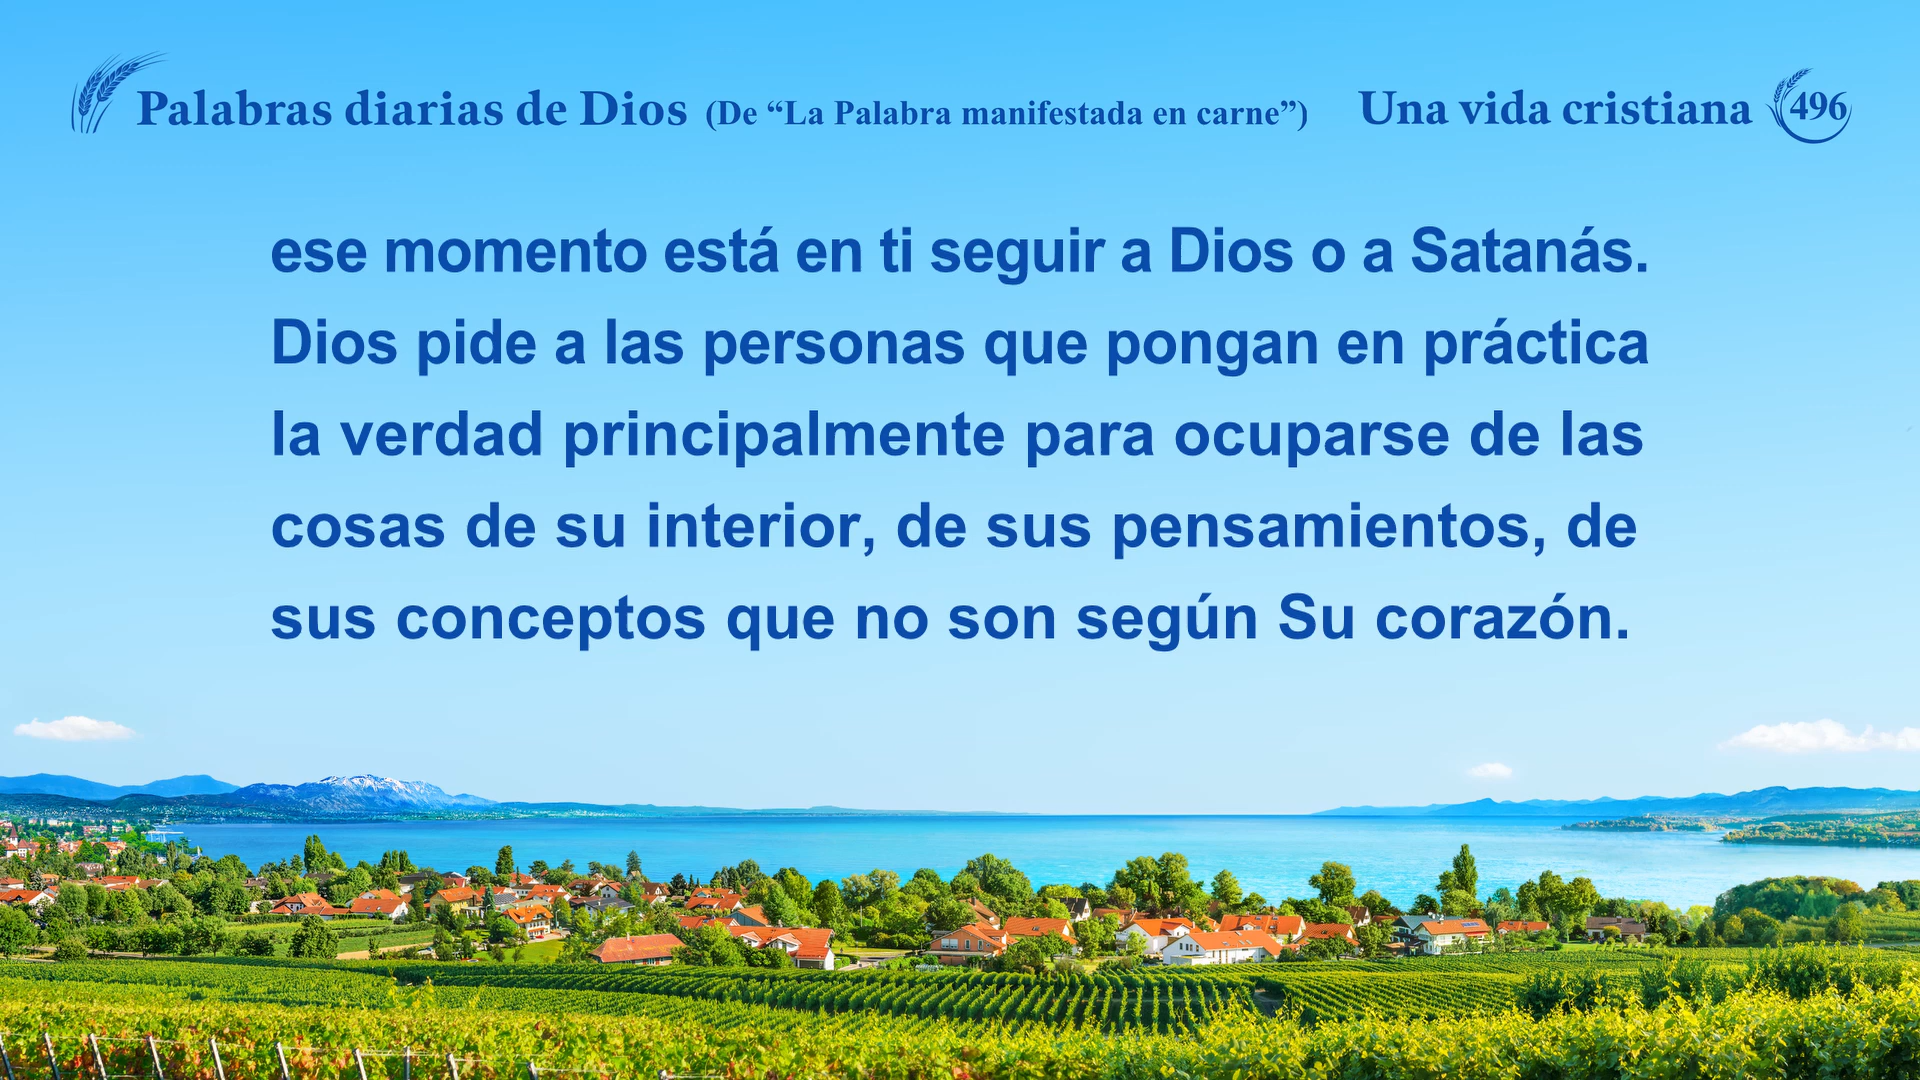 Palabras diarias de Dios (De “La Palabra manifestada en carne”) Una vida cristiana 496
ese momento está en ti seguir a Dios o a Satanás.
Dios pide a las personas que pongan en práctica
la verdad principalmente para ocuparse de las
cosas de su interior, de sus pensamientos, de
sus conceptos que no son según Su corazón.